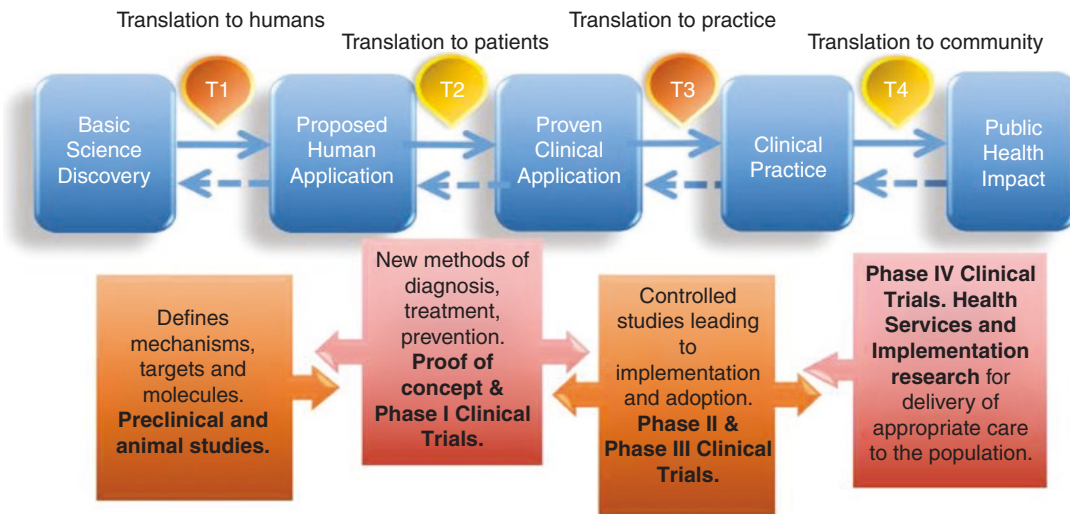 Translation to humans
Translation to patients
Translation to practice
Translation to community
T1
T2
T3
T4
Basic
Science
Discovery
Proposed
Human
Application
Proven
Clinical
Application
Clinical
Practice
Public
Health
Impact
Defines
mechanisms,
targets and
molecules.
Preclinical and
animal studies.
New methods of
diagnosis,
treatment,
prevention.
Proof of
concept &
Phase I Clinical
Trials.
Controlled
studies leading
to
implementation
and adoption.
Phase II &
Phase III Clinical
Trials.
Phase IV Clinical
Trials. Health
Services and
Implementation
research for
delivery of
appropriate care
to the population.